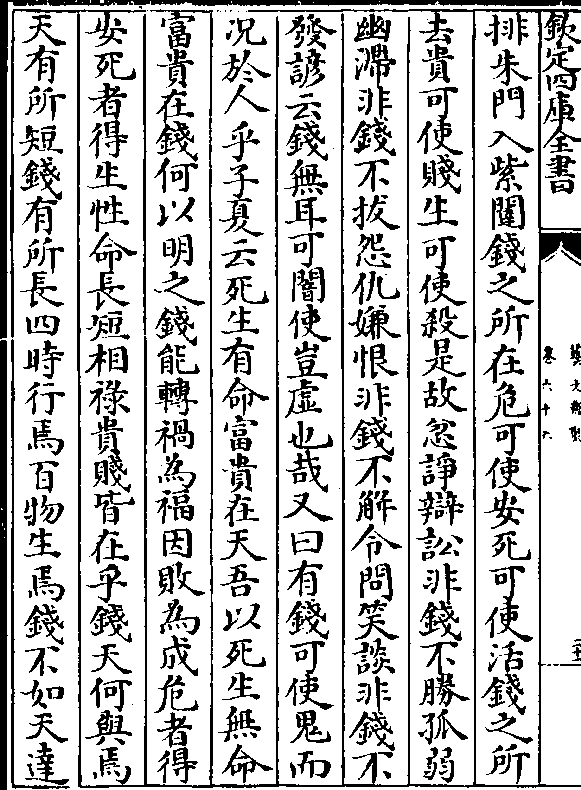 欽定四庫全書
藝文類聚
卷六十六
排朱門入紫闥錢之所在危可使安死可使活錢之所
去貴可使賤生可使殺是故忿諍辯訟非錢不勝孤弱
幽滯非錢不拔怨仇嫌恨非錢不解令問笑談非錢不
發諺云錢無耳可闇使豈虛也哉又曰有錢可使鬼而
况於人乎子夏云死生有命富貴在天吾以死生無命
富貴在錢何以明之錢能轉禍為福因敗為成危者得
安死者得生性命長短相祿貴賤皆在乎錢天何與焉
天有所短錢有所長四時行焉百物生焉錢不如天達